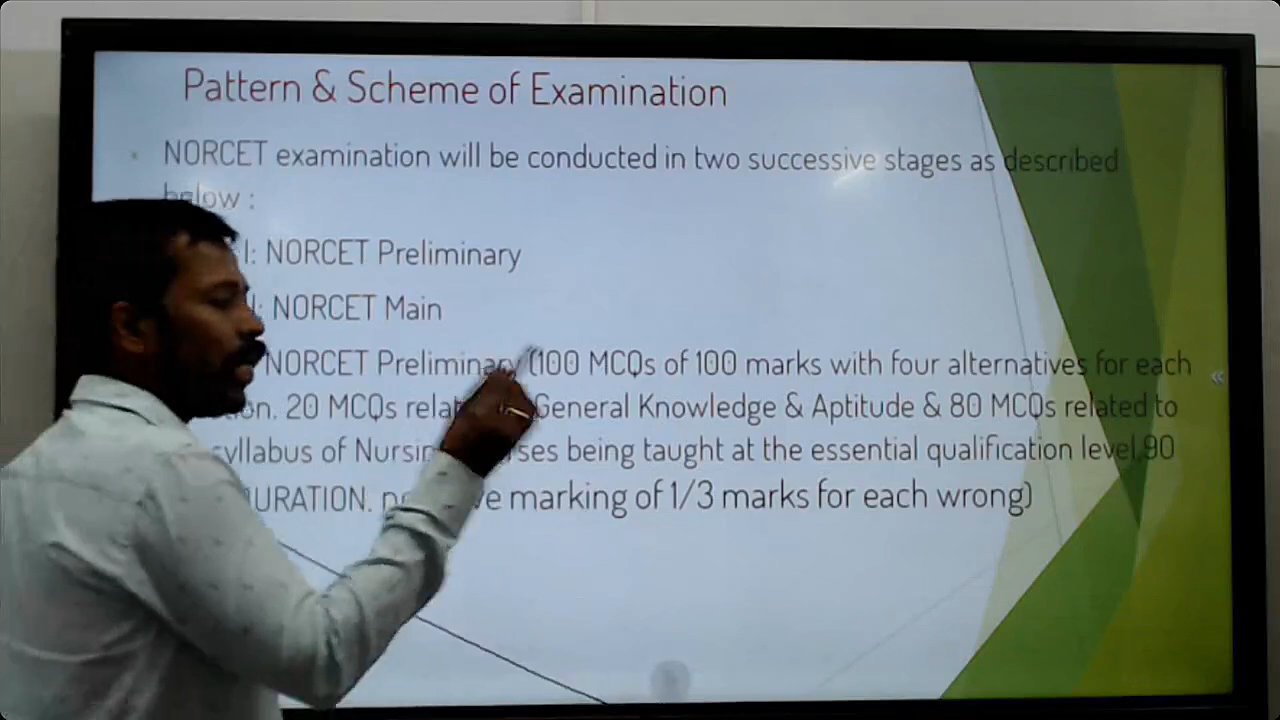 Pattern & Scheme of Examination
NORCET examination will be conducted in two successive stages as described
below :
I: NORCET Preliminary
I: NORCET Main
NORCET Preliminary (100 MCQs of 100 marks with four alternatives for each
20 MCQs General Knowledge & Aptitude & 80 MCQs related to
syllabus of being taught at the essential qualification level,90
marking of 1/3 marks for each wrong)